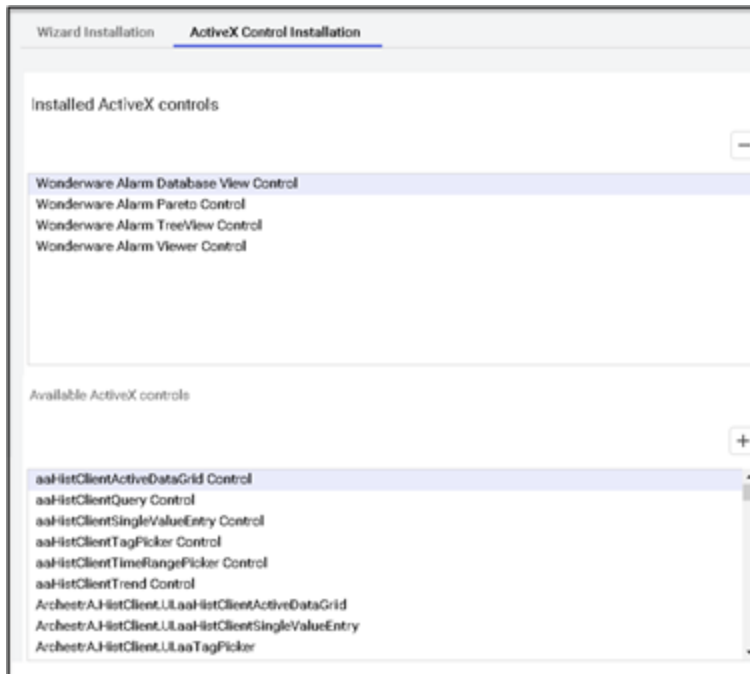 Wizard Installation ActiveX Control Installation
Installed ActiveX controls
Wonderware Alarm Database View Control
Wonderware Alarm Pareto Control
Wonderware Alarm TreeView Control
Wonderware Alarm Viewer Control
Available ActiveX controls
aaHistClientActiveDataGrid Control
aaHistClientQuery Control
aaHistClientSingleValueEntry Control
aaHistClientTagPicker Control
aaHistClientTimeRangePicker Control
aaHistClientTrend Control
ArchestrA.HistClient.UI.aaHistClientActiveDataGrid
ArchestrA.HistClient.UI.aaHistClientSingleValueEntry
ArchestrA.HistClient.UI.aaTagPicker